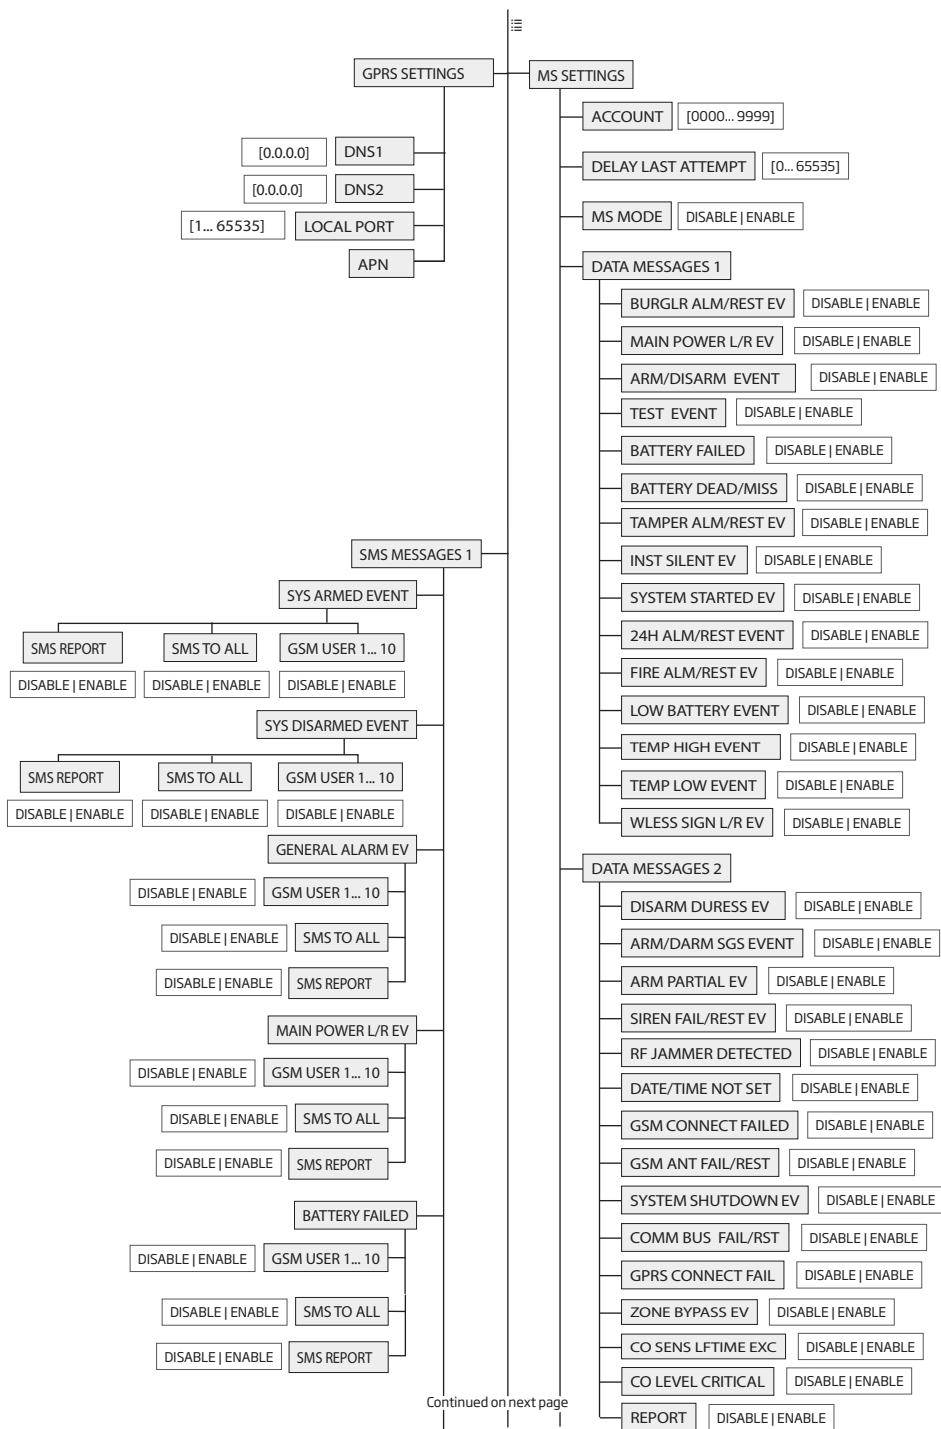 GPRS SETTINGS
[0.0.0.0] DNS1
[0.0.0.0] DNS2
[1... 65535] LOCAL PORT
APN
SMS MESSAGES 1
SYS ARMED EVENT
SMS REPORT SMS TO ALL GSM USER 1... 10
DISABLE | ENABLE DISABLE | ENABLE DISABLE | ENABLE
SYS DISARMED EVENT
SMS REPORT SMS TO ALL GSM USER 1... 10
DISABLE | ENABLE DISABLE | ENABLE DISABLE | ENABLE
GENERAL ALARM EV
DISABLE | ENABLE GSM USER 1... 10
DISABLE | ENABLE SMS TO ALL
DISABLE | ENABLE SMS REPORT
MAIN POWER L/R EV
DISABLE | ENABLE GSM USER 1... 10
DISABLE | ENABLE SMS TO ALL
DISABLE | ENABLE SMS REPORT
BATTERY FAILED
DISABLE | ENABLE GSM USER 1... 10
DISABLE | ENABLE SMS TO ALL
DISABLE | ENABLE SMS REPORT
MS SETTINGS
ACCOUNT [0000... 9999]
DELAY LAST ATTEMPT [0... 65535]
MS MODE DISABLE | ENABLE
DATA MESSAGES 1
BURGLR ALM/REST EV DISABLE | ENABLE
MAIN POWER L/R EV DISABLE | ENABLE
ARM/DISARM EVENT DISABLE | ENABLE
TEST EVENT DISABLE | ENABLE
BATTERY FAILED DISABLE | ENABLE
BATTERY DEAD/MISS DISABLE | ENABLE
TAMPER ALM/REST EV DISABLE | ENABLE
INST SILENT EV DISABLE | ENABLE
SYSTEM STARTED EV DISABLE | ENABLE
24H ALM/REST EVENT DISABLE | ENABLE
FIRE ALM/REST EV DISABLE | ENABLE
LOW BATTERY EVENT DISABLE | ENABLE
TEMP HIGH EVENT DISABLE | ENABLE
TEMP LOW EVENT DISABLE | ENABLE
WLESS SIGN L/R EV DISABLE | ENABLE
DATA MESSAGES 2
DISARM DURESS EV DISABLE | ENABLE
ARM/DARM SGS EVENT DISABLE | ENABLE
ARM PARTIAL EV DISABLE | ENABLE
SIREN FAIL/REST EV DISABLE | ENABLE
RF JAMMER DETECTED DISABLE | ENABLE
DATE/TIME NOT SET DISABLE | ENABLE
GSM CONNECT FAILED DISABLE | ENABLE
GSM ANT FAIL/REST DISABLE | ENABLE
SYSTEM SHUTDOWN EV DISABLE | ENABLE
COMM BUS FAIL/RST DISABLE | ENABLE
GPRS CONNECT FAIL DISABLE | ENABLE
ZONE BYPASS EV DISABLE | ENABLE
CO SENS LFTIME EXC DISABLE | ENABLE
CO LEVEL CRITICAL DISABLE | ENABLE
REPORT DISABLE | ENABLE
Continued on next page